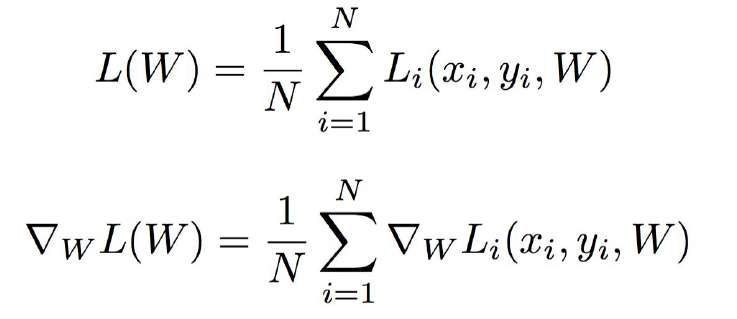 L(W) = \frac{1}{N} \sum_{i=1}^{N} L_i(x_i, y_i, W)
\nabla_W L(W) = \frac{1}{N} \sum_{i=1}^{N} \nabla_W L_i(x_i, y_i, W)